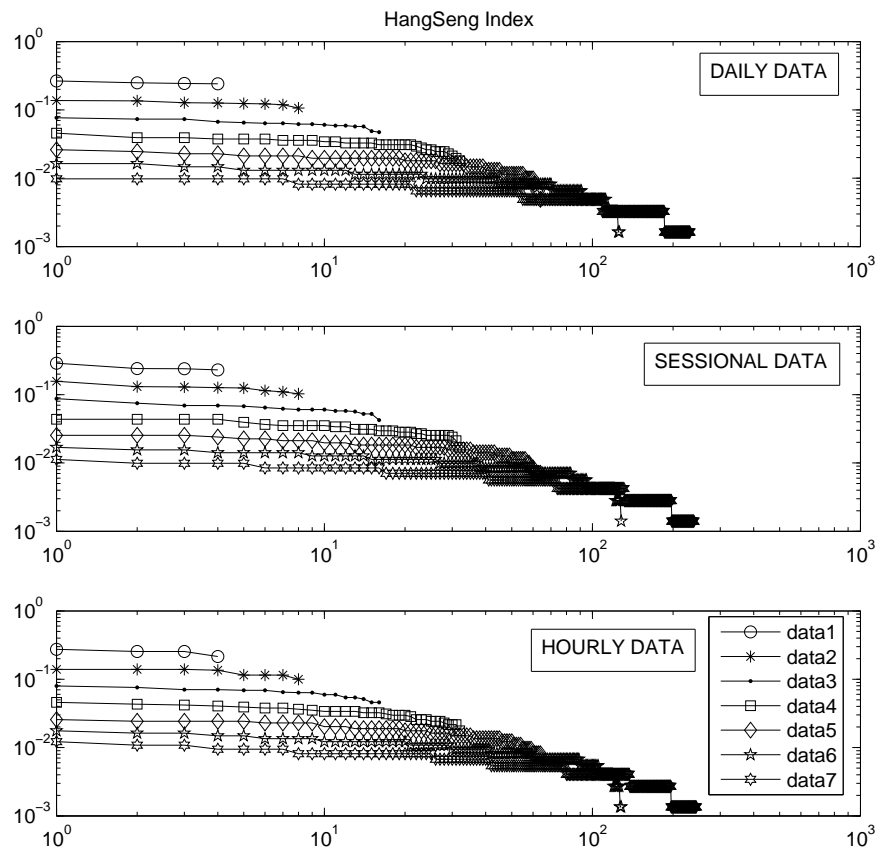 HangSeng Index
10^0
DAILY DATA
10^-1
10^-2
10^-3
10^0 10^1 10^2 10^3
10^0
SESSIONAL DATA
10^-1
10^-2
10^-3
10^0 10^1 10^2 10^3
10^0
HOURLY DATA
10^-1
10^-2
10^-3
10^0 10^1 10^2 10^3
data1
data2
data3
data4
data5
data6
data7